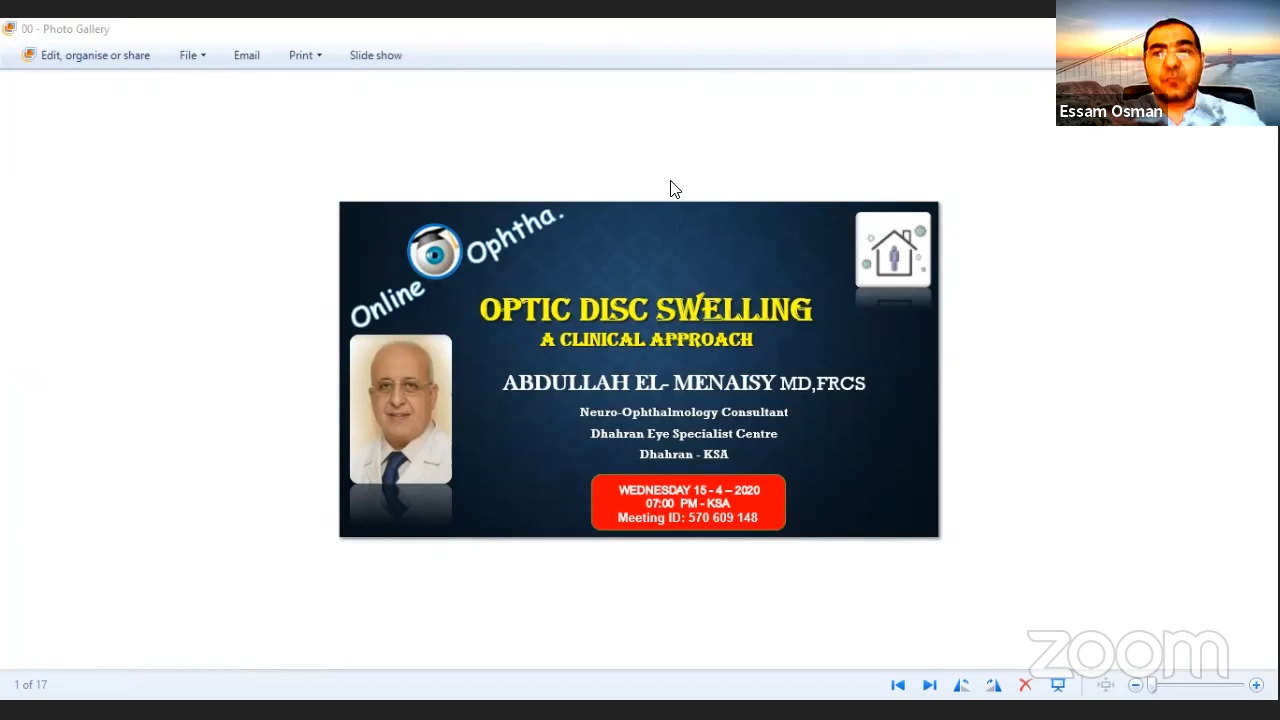 00 - Photo Gallery
Edit, organise or share File Email Print Slide show
Essam Osman
Online Ophtha.
OPTIC DISC SWELLING
A CLINICAL APPROACH
ABDULLAH EL- MENAISY MD,FRCS
Neuro-Ophthalmology Consultant
Dhahran Eye Specialist Centre
Dhahran - KSA
WEDNESDAY 15 - 4 – 2020
07:00 PM - KSA
Meeting ID: 570 609 148
zoom
1 of 17